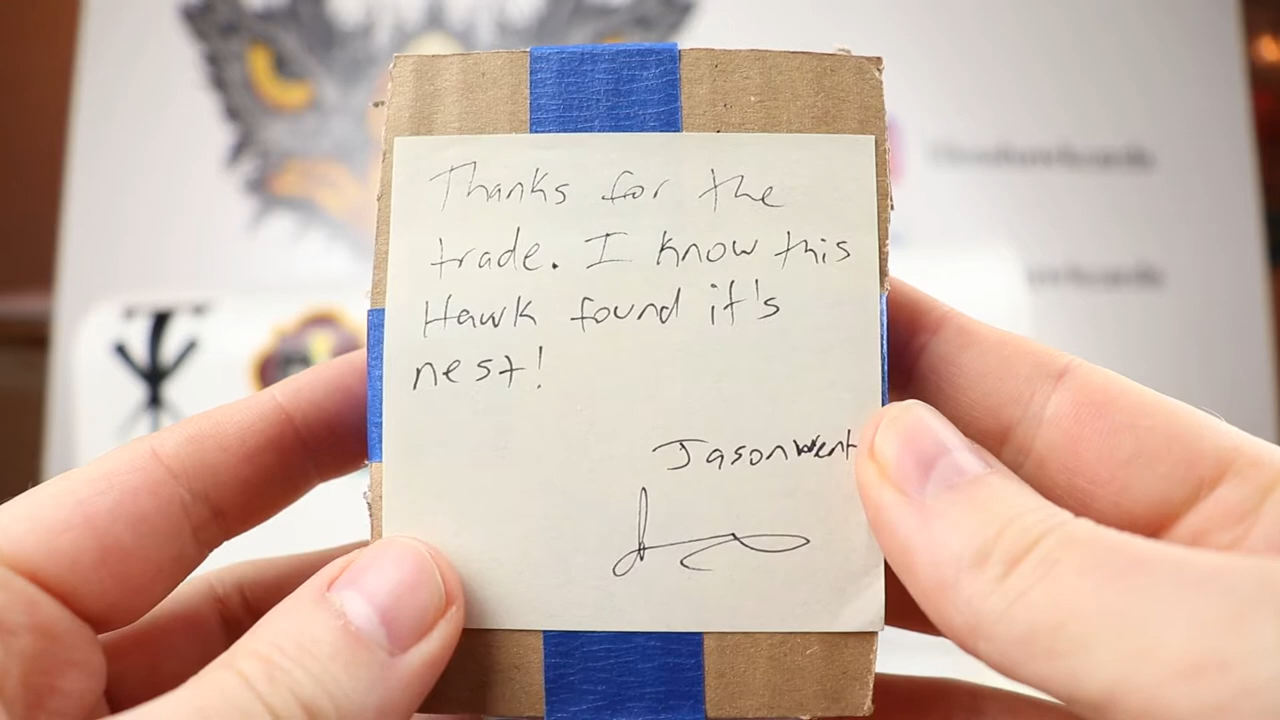 Thanks for the
trade. I know this
Hawk found it's
nest!
Jasonwent